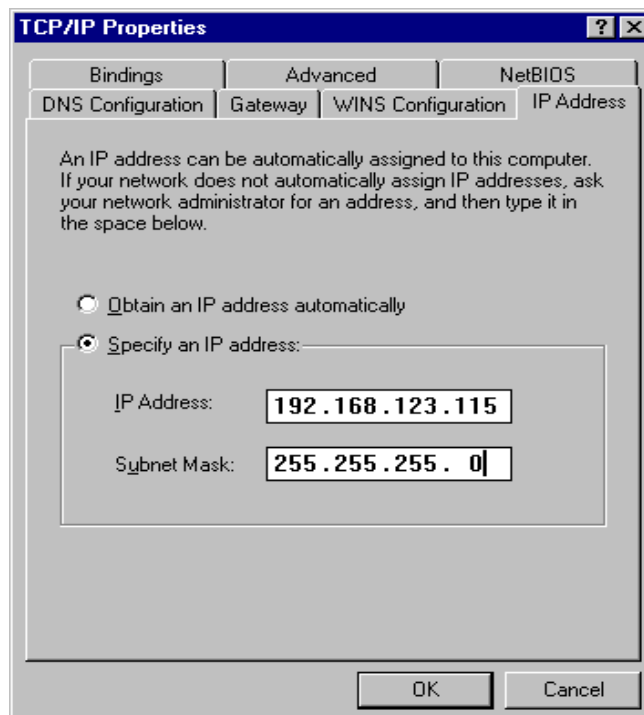 TCP/IP Properties
Bindings Advanced NetBIOS
DNS Configuration Gateway WINS Configuration IP Address
An IP address can be automatically assigned to this computer.
If your network does not automatically assign IP addresses, ask
your network administrator for an address, and then type it in
the space below.
Obtain an IP address automatically
Specify an IP address:
IP Address: 192.168.123.115
Subnet Mask: 255.255.255. 0
OK Cancel